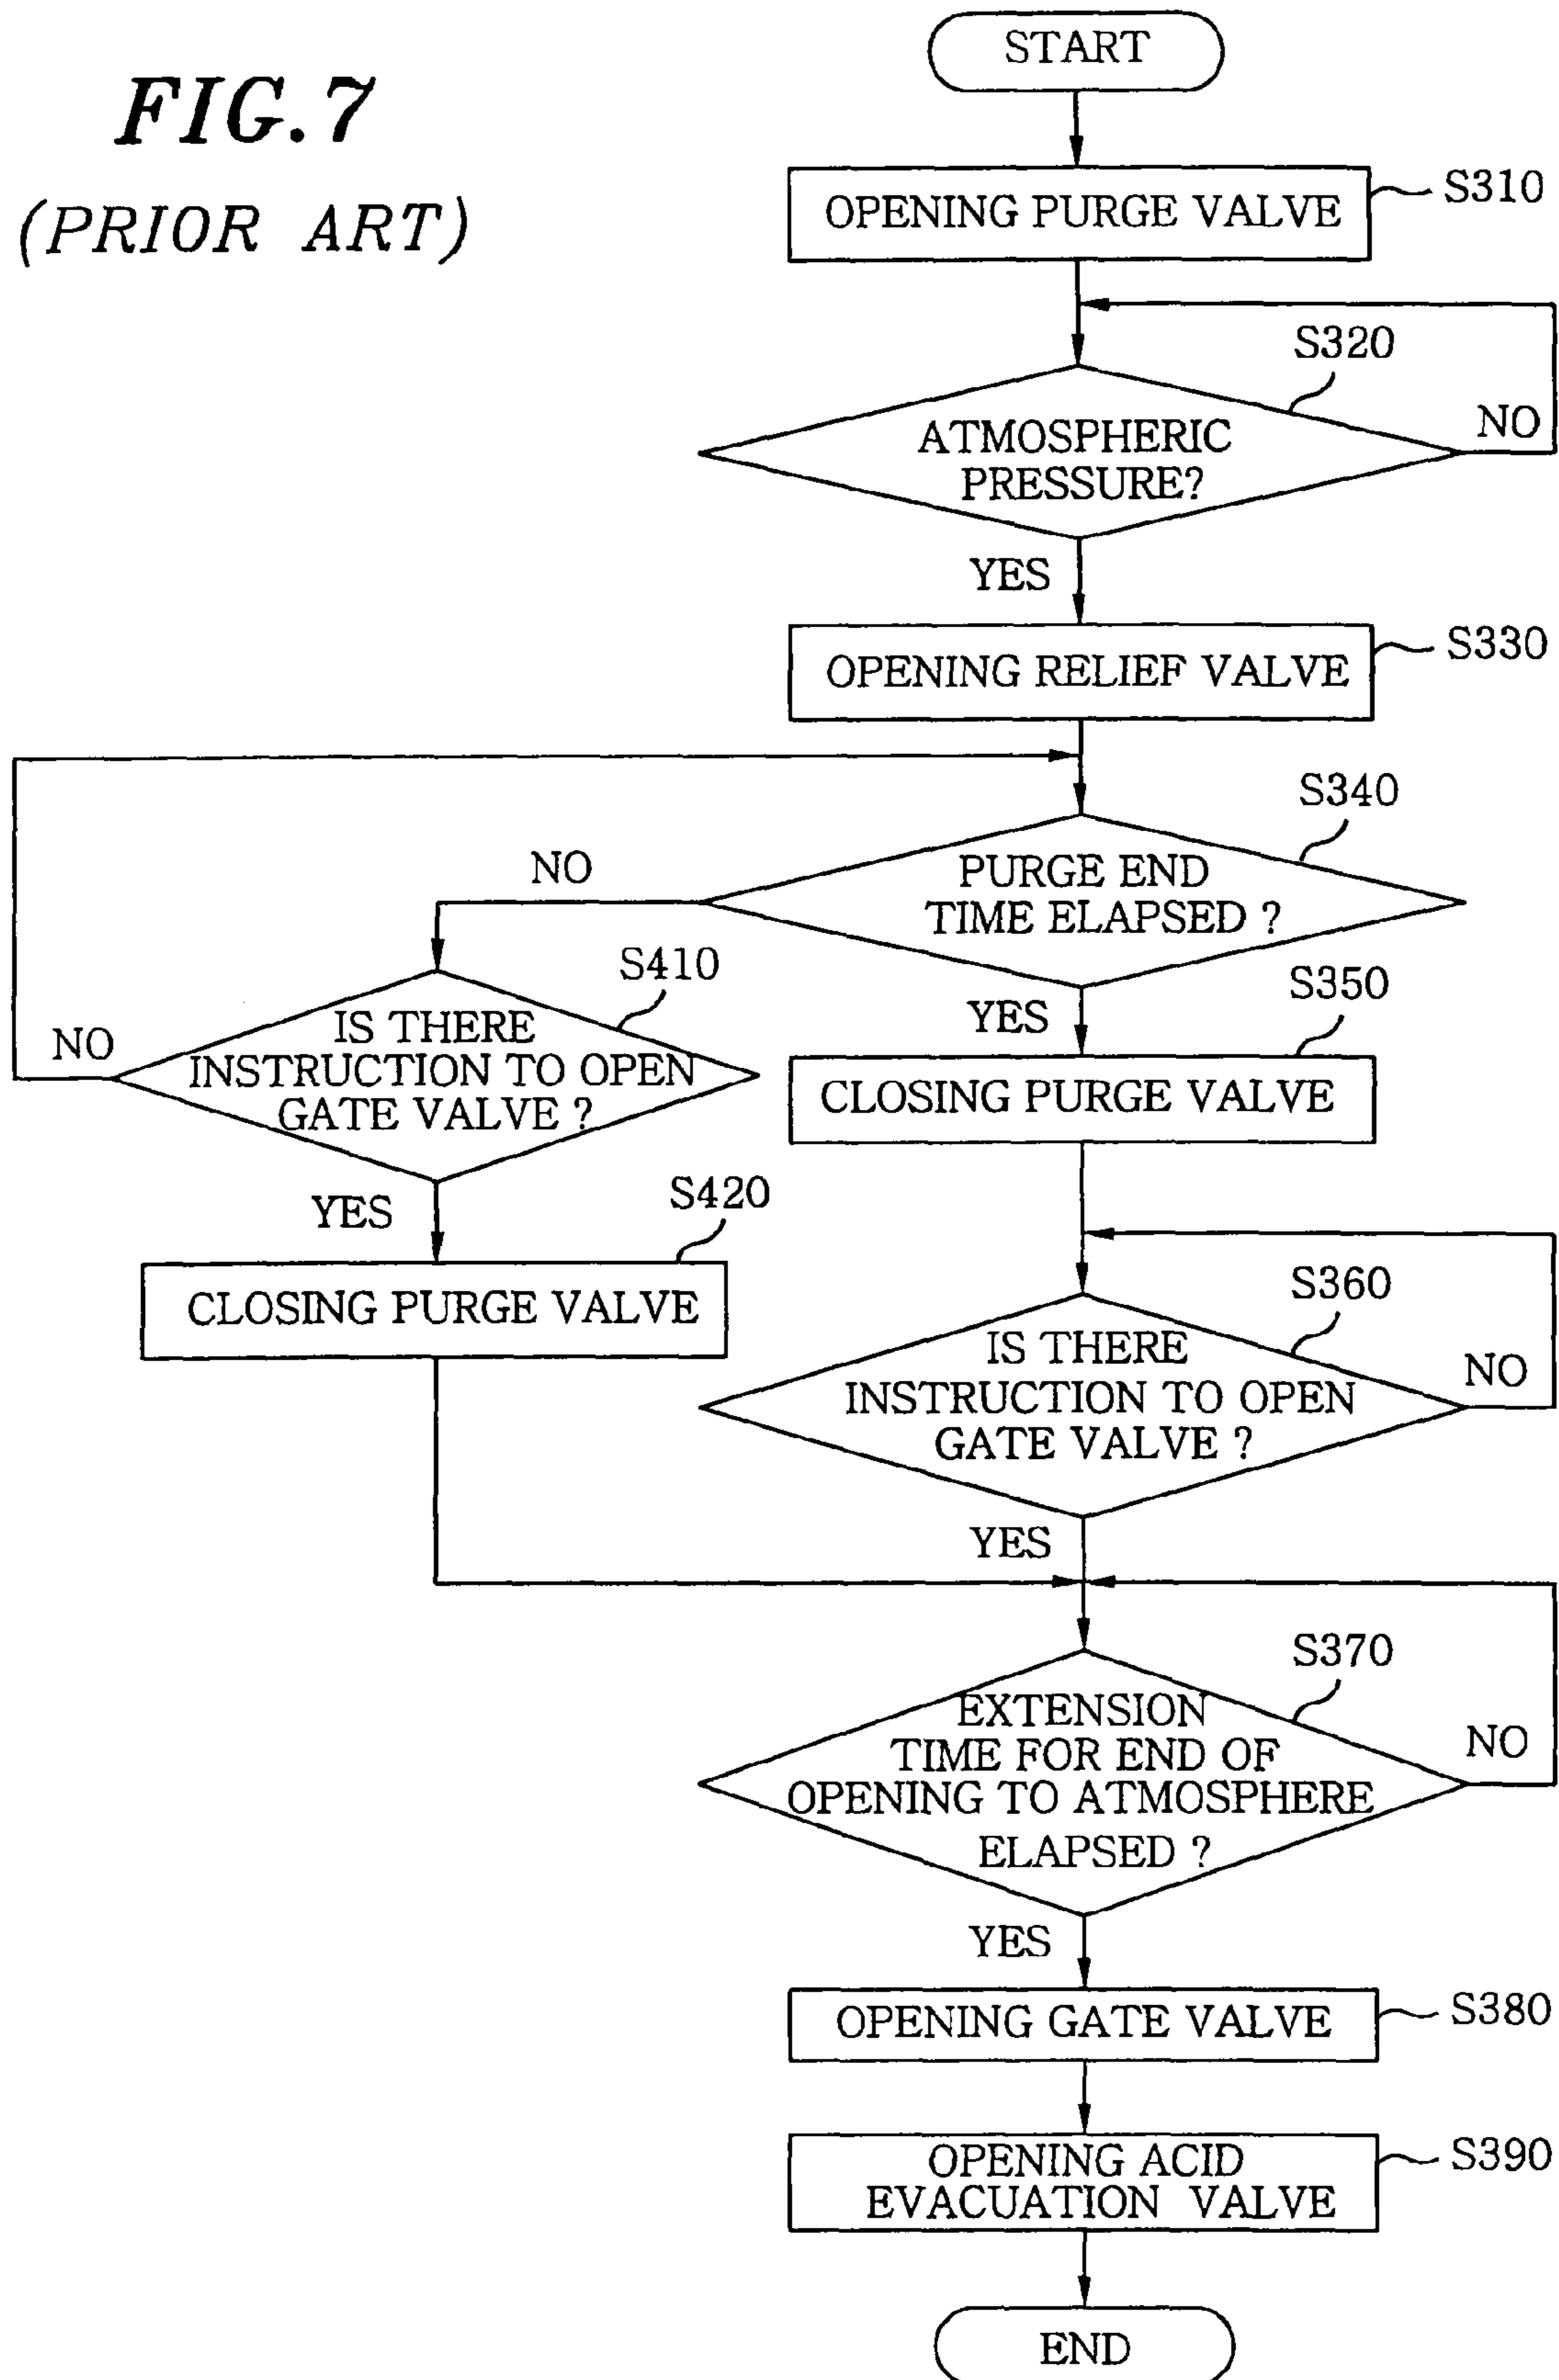 FIG.7
(PRIOR ART)
START
OPENING PURGE VALVE
S310
S320
ATMOSPHERIC
PRESSURE?
NO
YES
OPENING RELIEF VALVE
S330
S340
PURGE END
TIME ELAPSED ?
NO
YES
S410
IS THERE
INSTRUCTION TO OPEN
GATE VALVE ?
NO
YES
S350
CLOSING PURGE VALVE
S420
CLOSING PURGE VALVE
S360
IS THERE
INSTRUCTION TO OPEN
GATE VALVE ?
NO
YES
S370
EXTENSION
TIME FOR END OF
OPENING TO ATMOSPHERE
ELAPSED ?
NO
YES
OPENING GATE VALVE
S380
OPENING ACID
EVACUATION VALVE
S390
END